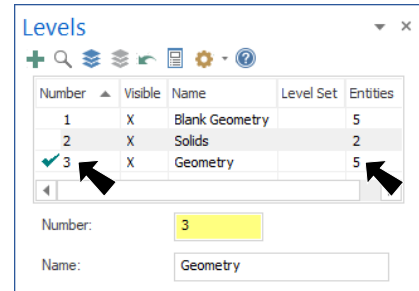 Levels
Number Visible Name Level Set Entities
1 X Blank Geometry 5
2 X Solids 2
3 X Geometry 5
Number: 3
Name: Geometry